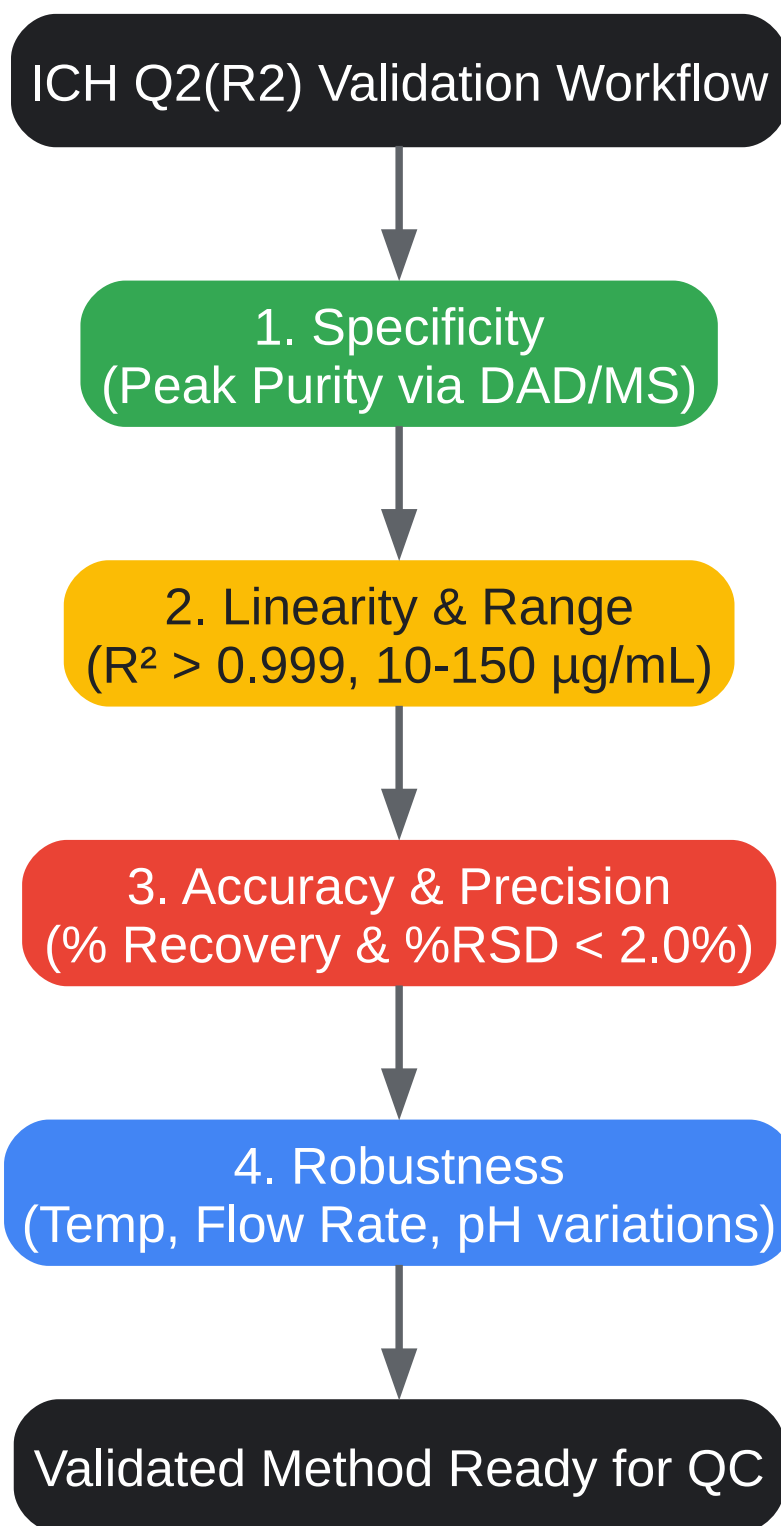 ICH Q2(R2) Validation Workflow
1. Specificity
(Peak Purity via DAD/MS)
2. Linearity & Range
(R² > 0.999, 10-150 µg/mL)
3. Accuracy & Precision
(% Recovery & %RSD < 2.0%)
4. Robustness
(Temp, Flow Rate, pH variations)
Validated Method Ready for QC